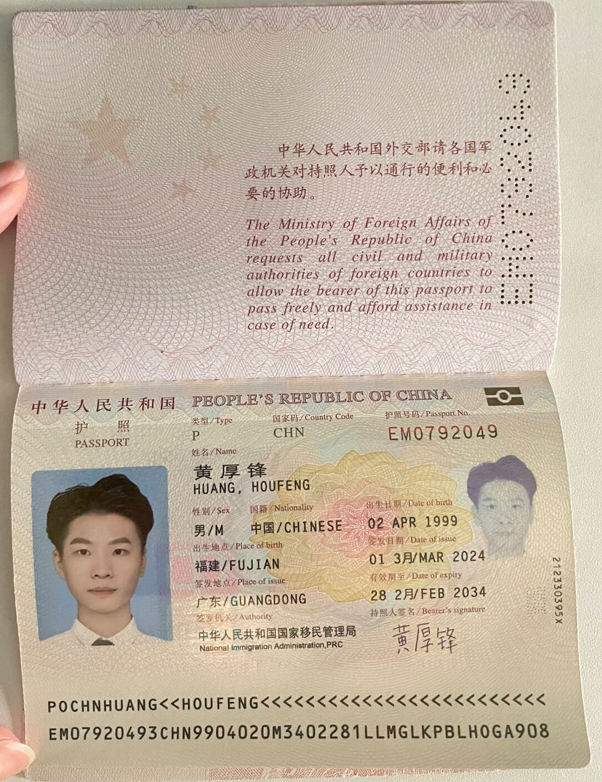 中华人民共和国外交部请各国军
政机关对持照人予以通行的便利和必
要的协助。
The Ministry of Foreign Affairs of
the People's Republic of China
requests all civil and military
authorities of foreign countries to
allow the bearer of this passport to
pass freely and afford assistance in
case of need.
EM0792049
中华人民共和国 PEOPLE'S REPUBLIC OF CHINA
护照
PASSPORT
类型/Type 国家码/Country Code 护照号码/Passport No.
P CHN EM0792049
姓名/Name
黄厚锋
HUANG, HOUFENG
性别/Sex 国籍/Nationality 出生日期/Date of birth
男/M 中国/CHINESE 02 APR 1999
出生地点/Place of birth 签发日期/Date of issue
福建/FUJIAN 01 3月/MAR 2024
签发地点/Place of issue 有效期至/Date of expiry
广东/GUANGDONG 28 2月/FEB 2034
签发机关/Authority 持照人签名/Bearer's signature
中华人民共和国国家移民管理局 黄厚锋
National Immigration Administration,PRC
212330395X
POCHNHUANG<<HOUFENG<<<<<<<<<<<<<<<<<<<<<<<<<
EM07920493CHN9904020M3402281LLMGLKPBLHOGA908